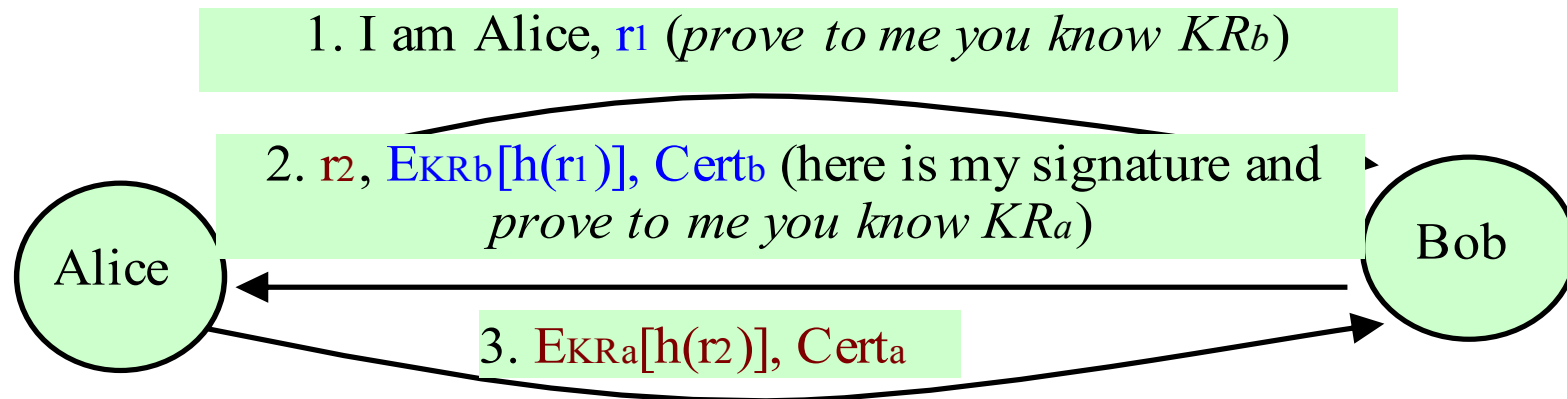 1. I am Alice, r1 (prove to me you know KRb)
2. r2, EKRb[h(r1)], Certb (here is my signature and
prove to me you know KRa)
Alice
Bob
3. EKRa[h(r2)], Certa